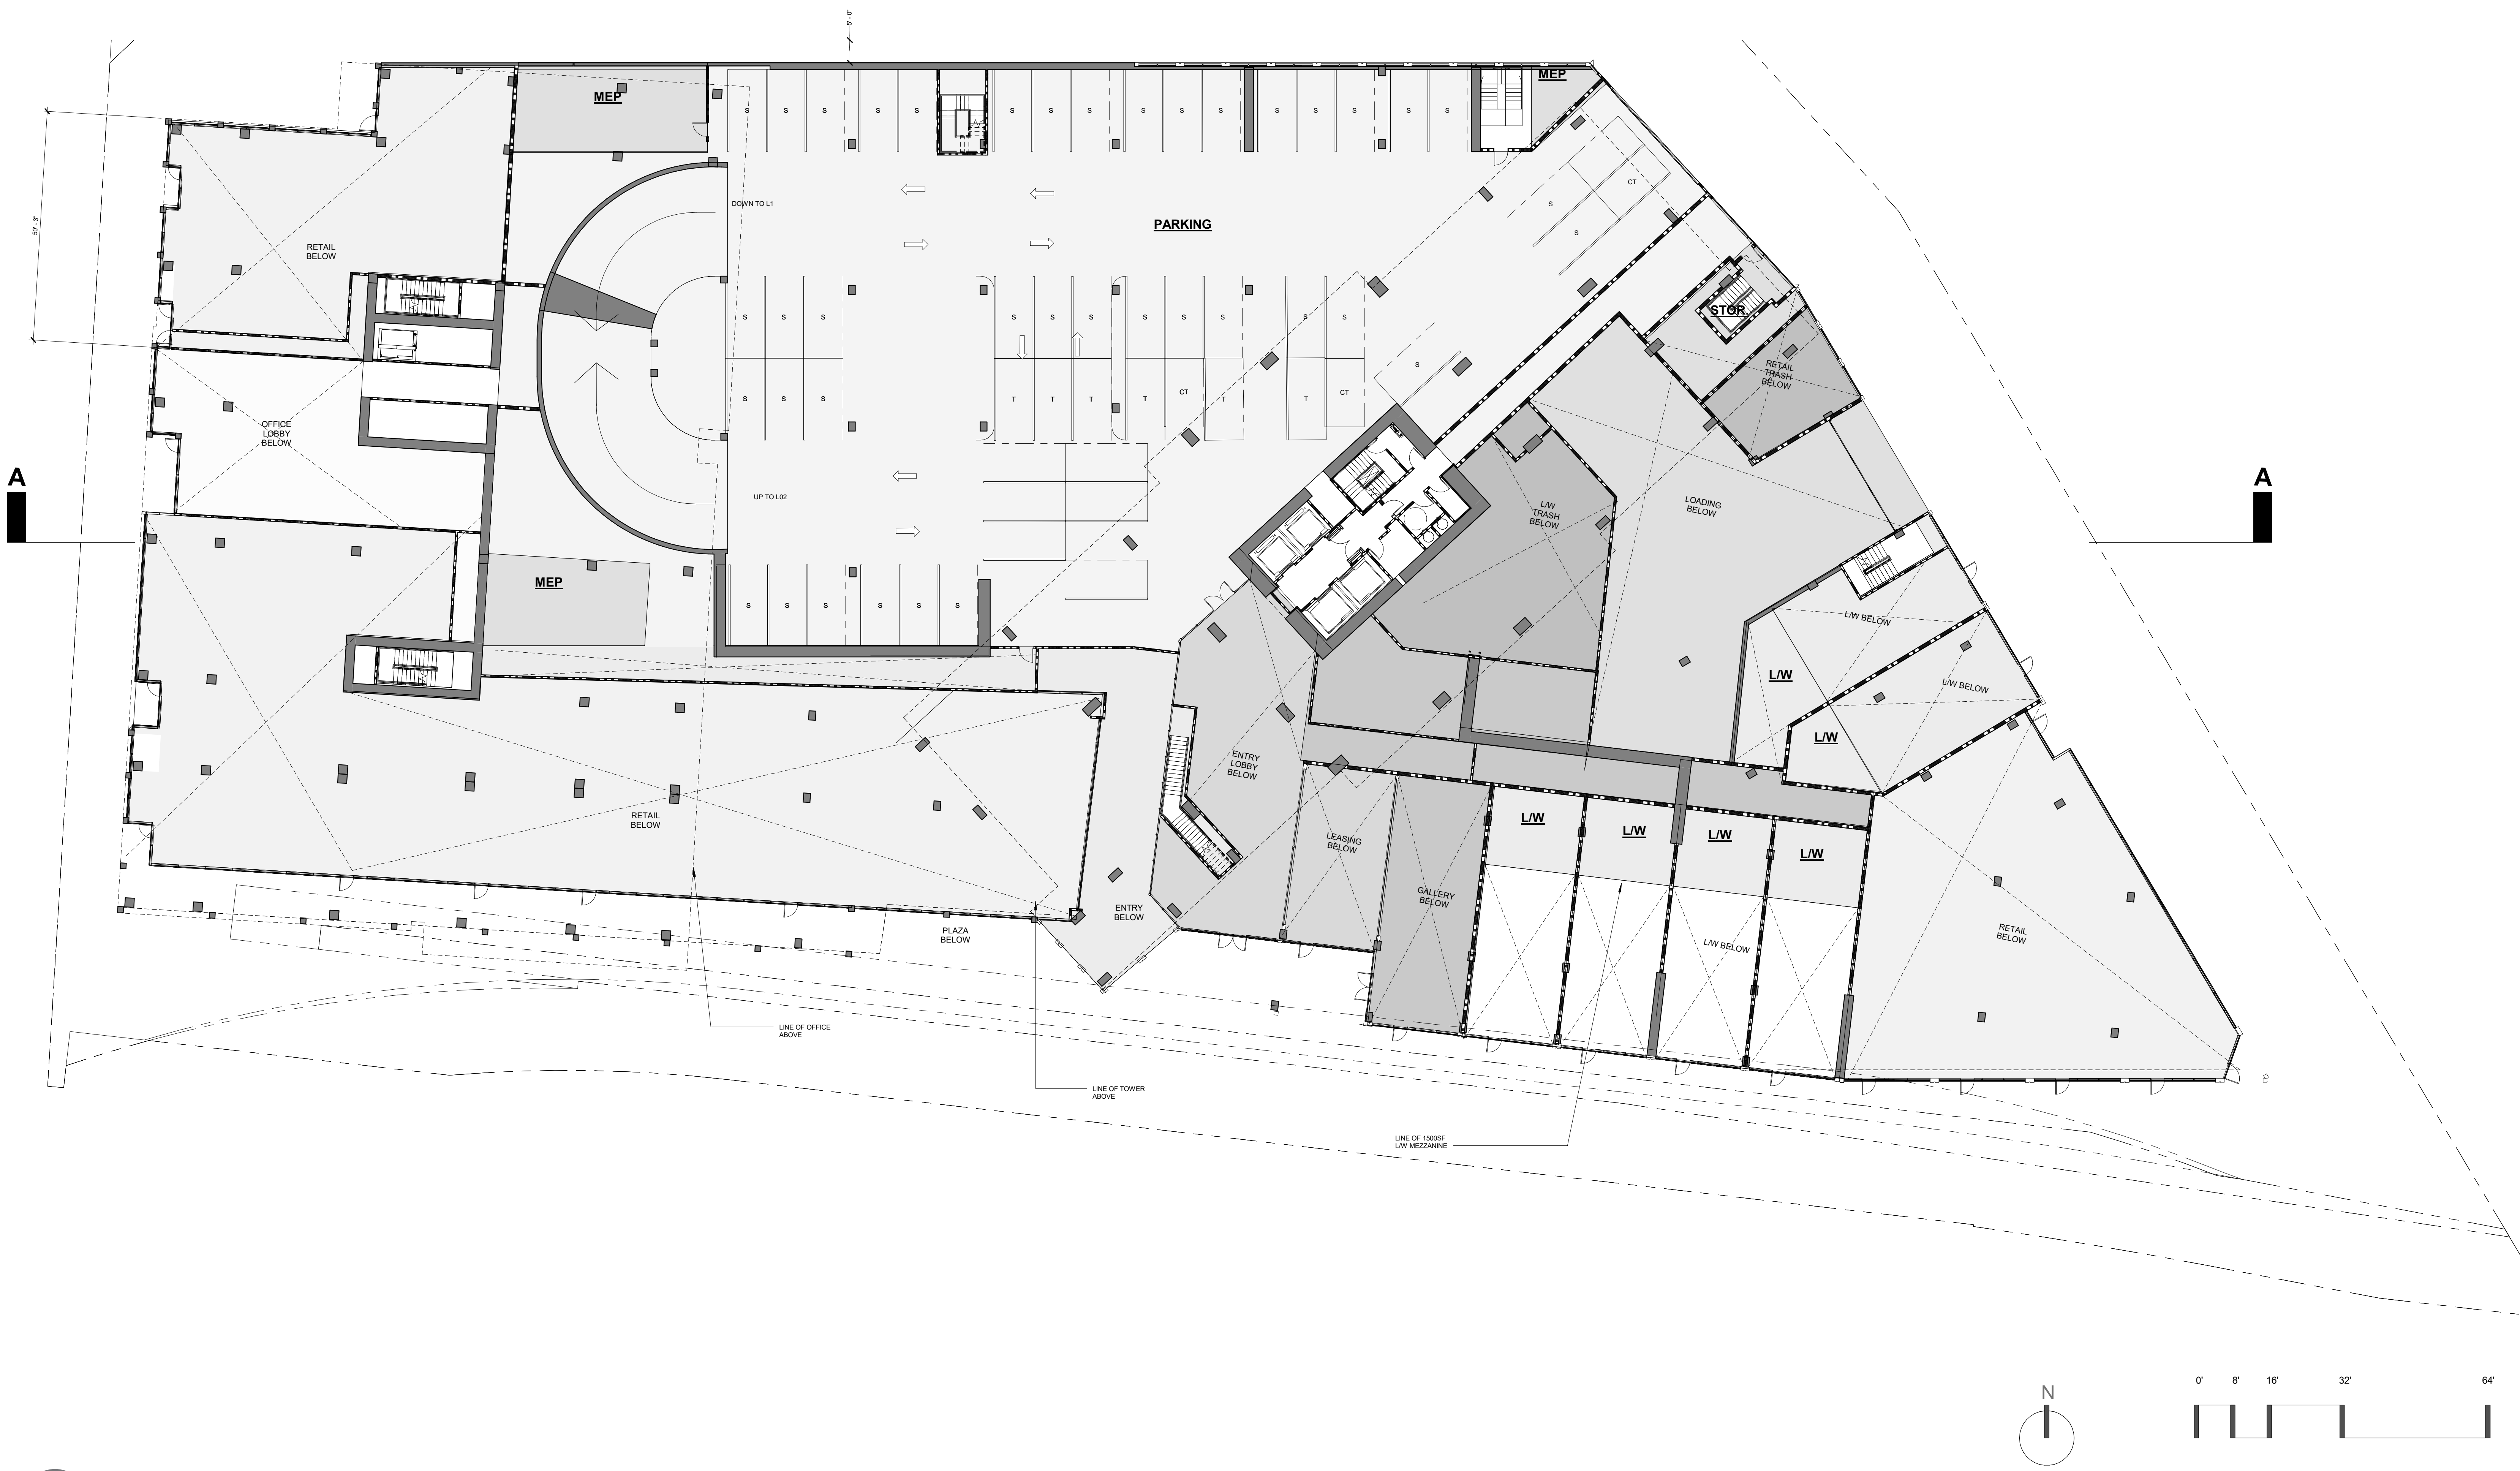 5' - 0"
MEP
MEP
S S S S S S S S S S S S S S S S S
CT
S
DOWN TO L1
PARKING
50' - 3"
S
RETAIL
BELOW
STOR.
S S S S S S S S S S
S
RETAIL
TRASH
BELOW
S S S T T T T CT T T CT
OFFICE
LOBBY
BELOW
A
A
UP TO L02
L/W
TRASH
BELOW
LOADING
BELOW
MEP
S S S S S S
L/W BELOW
L/W
L/W BELOW
L/W
ENTRY
LOBBY
BELOW
RETAIL
BELOW
L/W
L/W
L/W
L/W
LEASING
BELOW
GALLERY
BELOW
ENTRY
BELOW
PLAZA
BELOW
L/W BELOW
RETAIL
BELOW
LINE OF OFFICE
ABOVE
LINE OF TOWER
ABOVE
LINE OF 1500SF
L/W MEZZANINE
N
0' 8' 16' 32' 64'